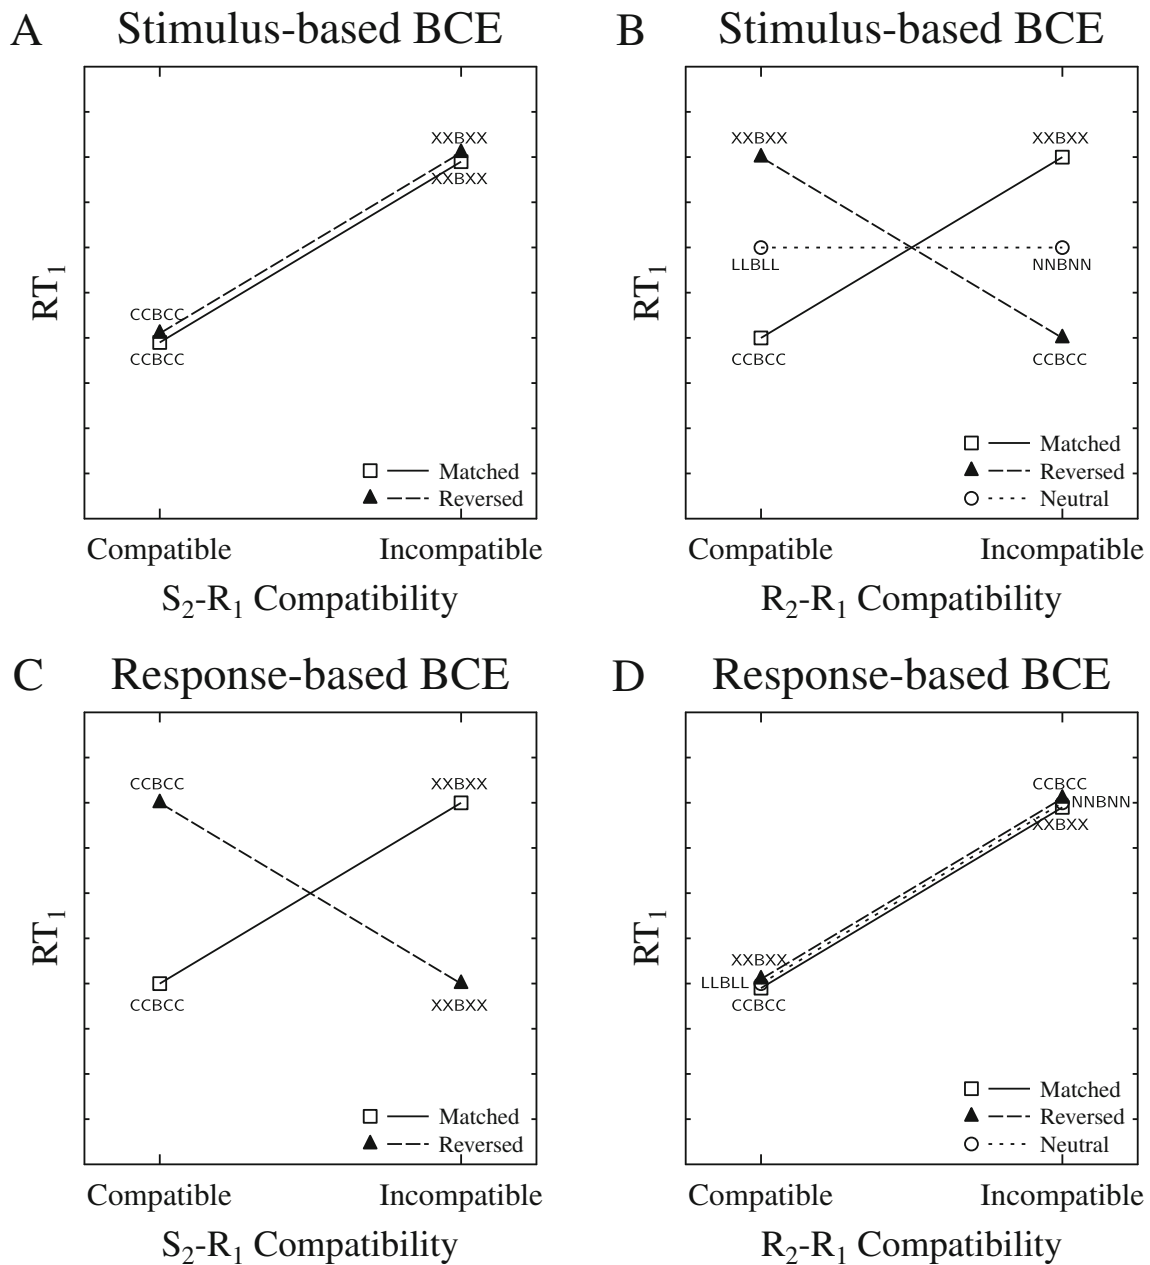 A Stimulus-based BCE
RT1
XXBXX
XXBXX
CCBCC
CCBCC
Matched
Reversed
Compatible Incompatible
S2-R1 Compatibility
B Stimulus-based BCE
RT1
XXBXX XXBXX
LLBLL NNBNN
CCBCC CCBCC
Matched
Reversed
Neutral
Compatible Incompatible
R2-R1 Compatibility
C Response-based BCE
RT1
CCBCC XXBXX
CCBCC XXBXX
Matched
Reversed
Compatible Incompatible
S2-R1 Compatibility
D Response-based BCE
RT1
CCBCC
NNBNN
XXBXX
XXBXX
LLBLL
CCBCC
Matched
Reversed
Neutral
Compatible Incompatible
R2-R1 Compatibility